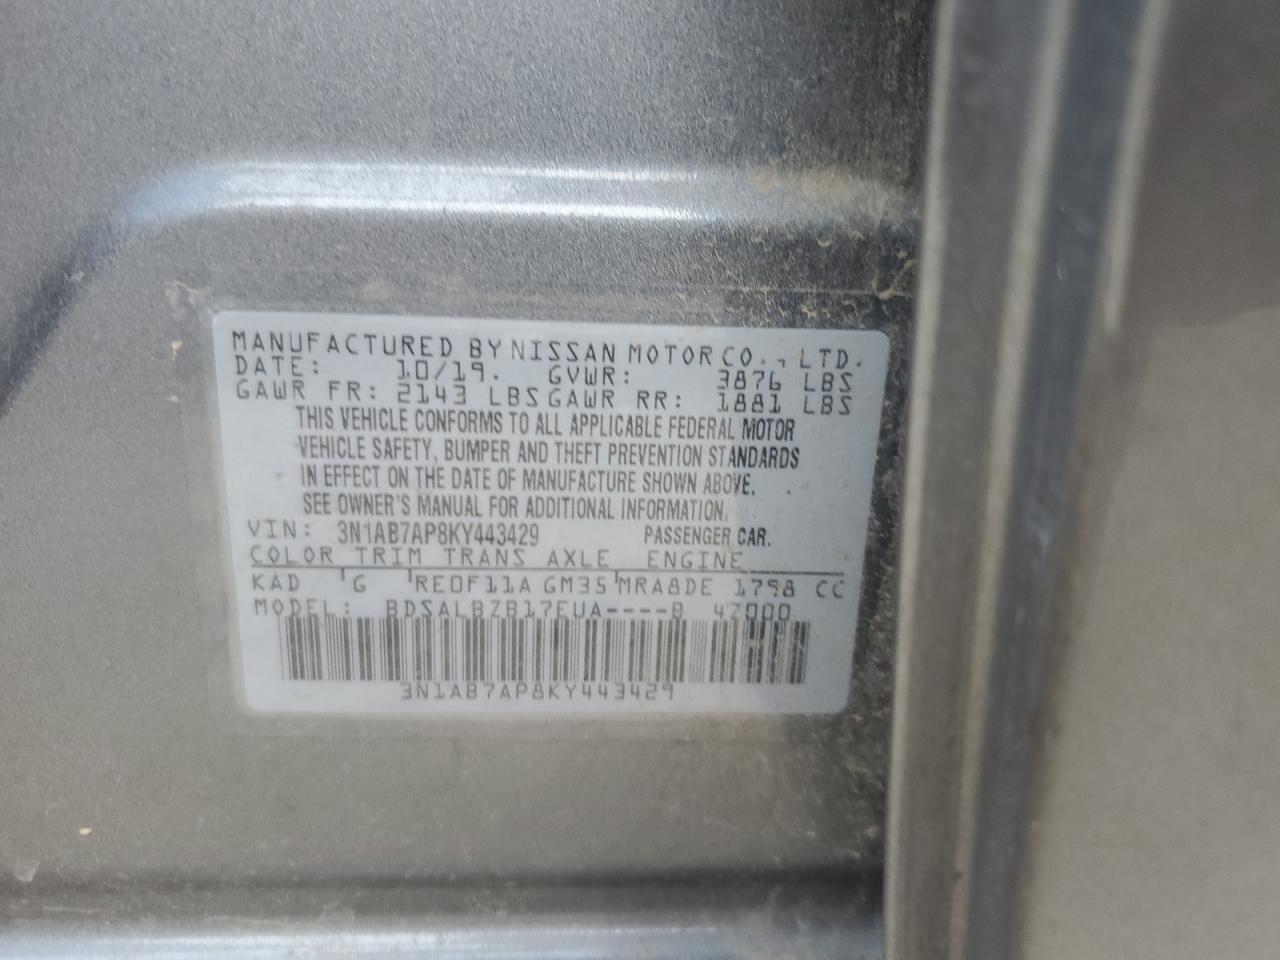 MANUFACTURED BY NISSAN MOTOR CO., LTD.
DATE: 10/19. GVWR: 3876 LBS
GAWR FR: 2143 LBS GAWR RR: 1881 LBS
THIS VEHICLE CONFORMS TO ALL APPLICABLE FEDERAL MOTOR
VEHICLE SAFETY, BUMPER AND THEFT PREVENTION STANDARDS
IN EFFECT ON THE DATE OF MANUFACTURE SHOWN ABOVE.
SEE OWNER'S MANUAL FOR ADDITIONAL INFORMATION.
VIN: 3N1AB7AP8KY443429 PASSENGER CAR.
COLOR TRIM TRANS AXLE ENGINE
KAD G RE0F11A GM35 MRA8DE 1798 CC
MODEL: BDSALBZB17EUA----B 4Z000
3N1AB7AP8KY443429